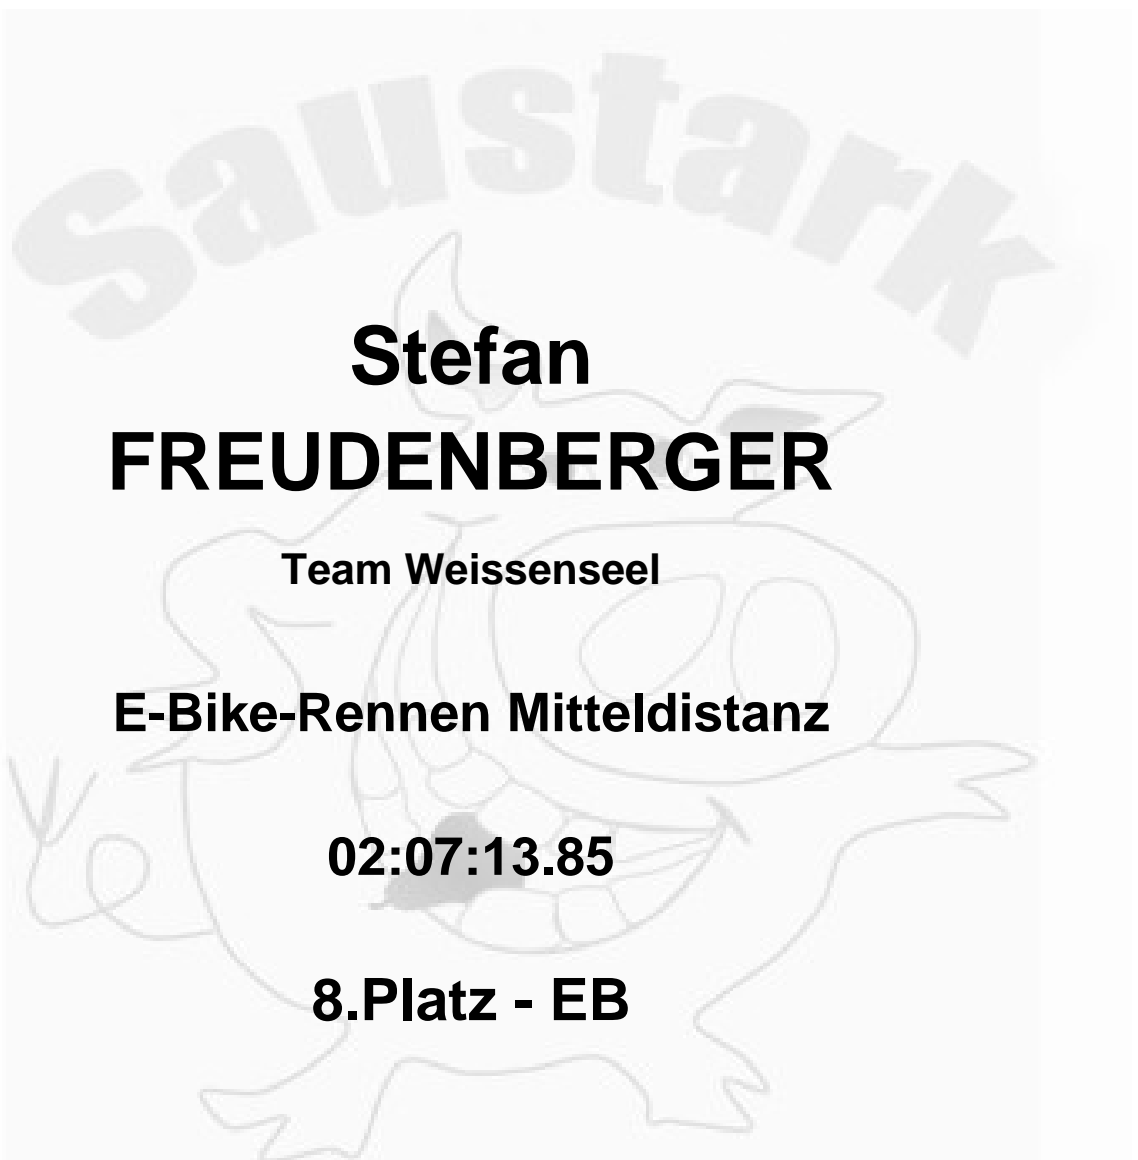 Saustark
Stefan
FREUDENBERGER
Team Weissenseel
E-Bike-Rennen Mitteldistanz
02:07:13.85
8.Platz - EB